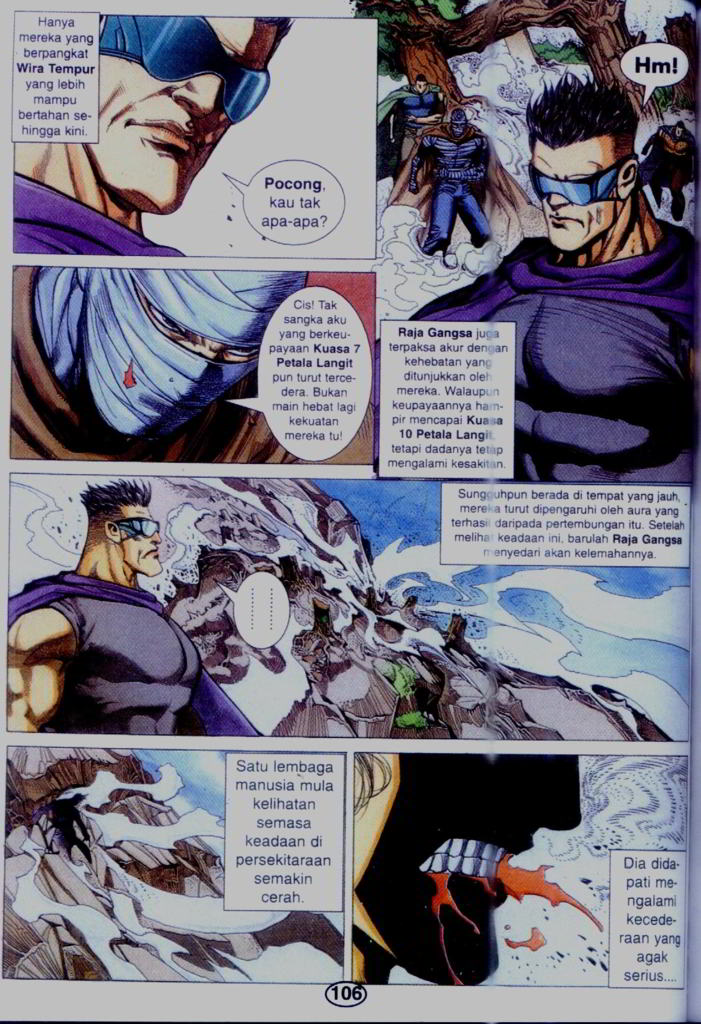 Hanya
mereka yang
berpangkat
Wira Tempur
yang lebih
mampu
bertahan se-
hingga kini.
Pocong,
kau tak
apa-apa?
Hm!
Cis! Tak
sangka aku
yang berkeu-
payaan Kuasa 7
Petala Langit
pun turut terce-
dera. Bukan
main hebat lagi
kekuatan
mereka tu!
Raja Gangsa juga
terpaksa akur dengan
kehebatan yang
ditunjukkan oleh
mereka. Walaupun
keupayaannya ham-
pir mencapai Kuasa
10 Petala Langit,
tetapi dadanya tetap
mengalami kesakitan.
Sungguhpun berada di tempat yang jauh,
mereka turut dipengaruhi oleh aura yang
terhasil daripada pertembungan itu. Setelah
melihat keadaan ini, barulah Raja Gangsa
menyedari akan kelemahannya.
Satu lembaga
manusia mula
kelihatan
semasa
keadaan di
persekitaraan
semakin
cerah.
Dia dida-
pati me-
ngalami
kecede-
raan yang
agak
serius....
106